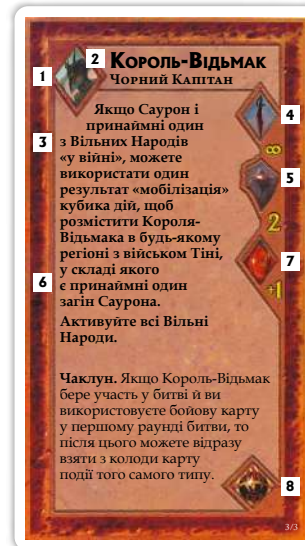 2 Король-Відьмак
1 Чорний Капітан
Якщо Саурон і
принаймні один 4
3 з Вільних Народів
«у війні», можете ∞
використати один
результат «мобілізація» 5
кубика дій, щоб
розмістити Короля- 2
Відьмака в будь-якому
регіоні з військом Тіні, 7
6 у складі якого
є принаймні один +1
загін Саурона.
Активуйте всі Вільні
Народи.
Чаклун. Якщо Король-Відьмак
бере участь у битві й ви
використовуєте бойову карту
у першому раунді битви, то
після цього можете відразу
взяти з колоди карту
події того самого типу.
8
3/3